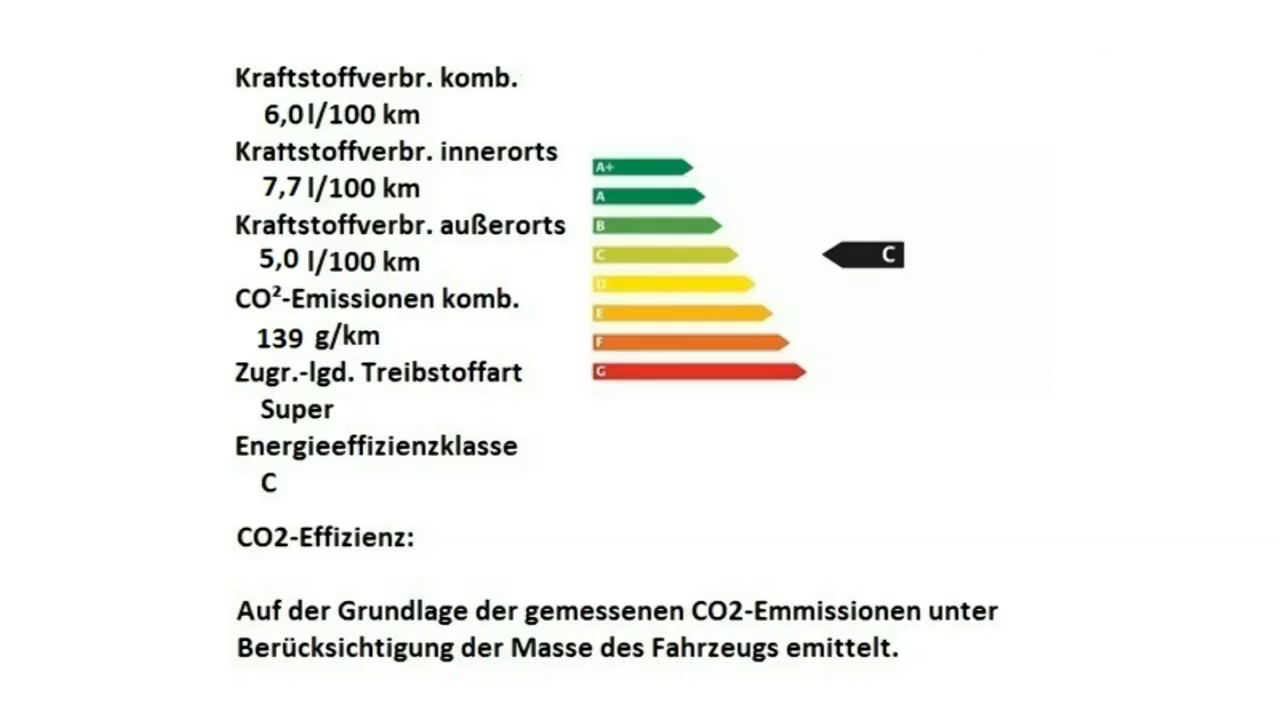 Kraftstoffverbr. komb.
6,0 l/100 km
Krattstoffverbr. innerorts
7,7 l/100 km
Kraftstoffverbr. außerorts
5,0 l/100 km
CO²-Emissionen komb.
139 g/km
Zugr.-lgd. Treibstoffart
Super
Energieeffizienzklasse
C
A+
A
B
C
C
D
E
F
G
CO2-Effizienz:
Auf der Grundlage der gemessenen CO2-Emmissionen unter
Berücksichtigung der Masse des Fahrzeugs emittelt.